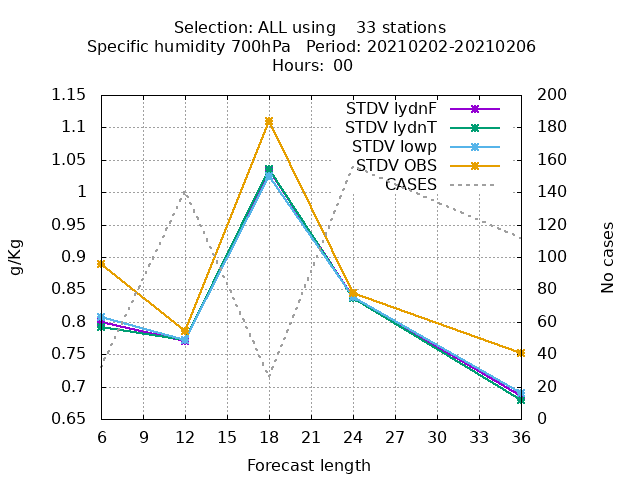 Selection: ALL using    33 stations
Specific humidity 700hPa   Period: 20210202-20210206
Hours:  00
1.15
1.1
1.05
1
0.95
0.9
0.85
0.8
0.75
0.7
0.65
g/Kg
STDV lydnF
STDV lydnT
STDV lowp
STDV OBS
CASES
200
180
160
140
120
100
80
60
40
20
0
No cases
6 9 12 15 18 21 24 27 30 33 36
Forecast length